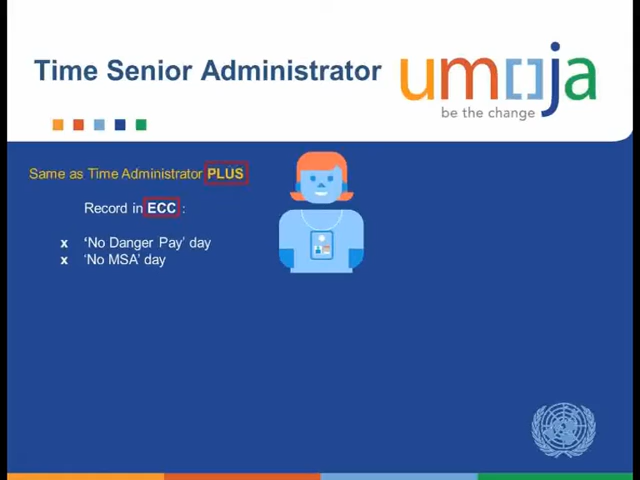 Time Senior Administrator
umoja
be the change
Same as Time Administrator PLUS
Record in ECC :
x 'No Danger Pay' day
x 'No MSA' day